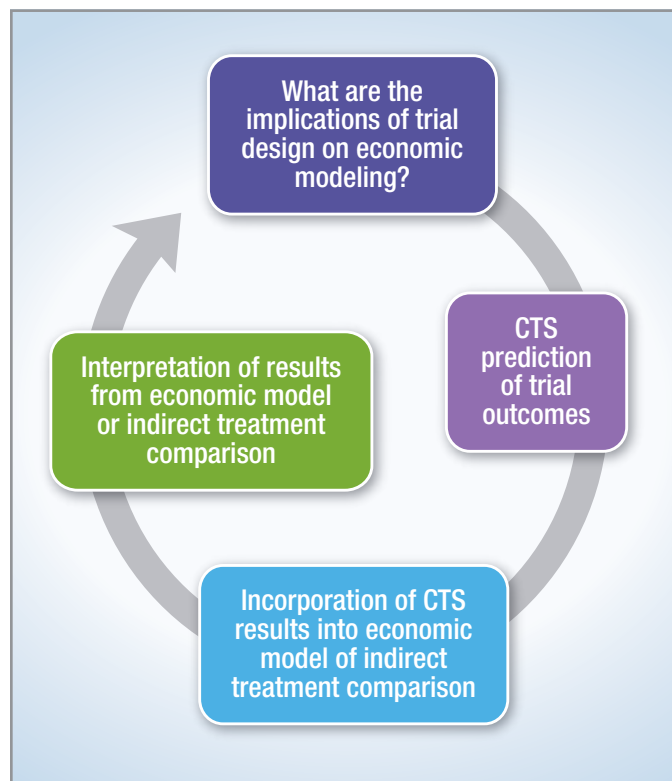 What are the
implications of trial
design on economic
modeling?
CTS
prediction
of trial
outcomes
Incorporation of CTS
results into economic
model of indirect
treatment comparison
Interpretation of results
from economic model
or indirect treatment
comparison